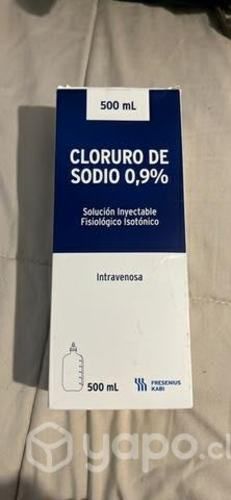 500 mL
CLORURO DE
SODIO 0,9%
Solución Inyectable
Fisiológico Isotónico
Intravenosa
500 mL
FRESENIUS
KABI
yapo.cl